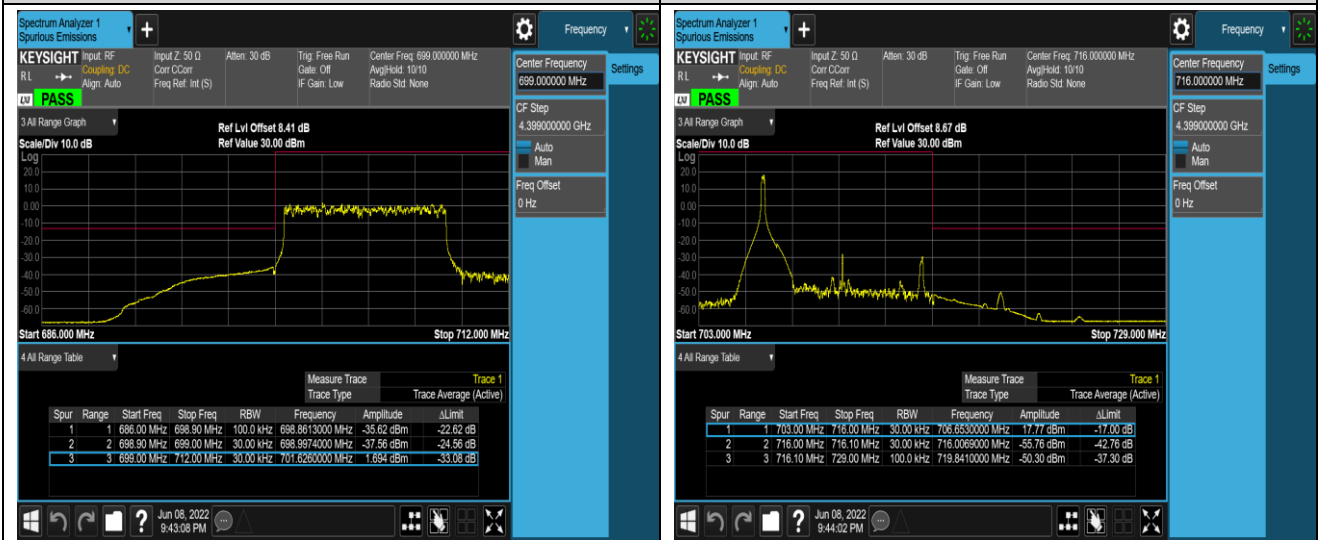 Spectrum Analyzer 1
Spurious Emissions
Frequency
KEYSIGHT
Input: RF
Coupling: DC
Align: Auto
Input Z: 50 Ω
Corr CCorr
Freq Ref: Int (S)
Atten: 30 dB
Trig: Free Run
Gate: Off
IF Gain: Low
Center Freq: 699.000000 MHz
Avg|Hold: 10/10
Radio Std: None
R L
LXI
PASS
Center Frequency
699.000000 MHz
Settings
CF Step
4.399000000 GHz
Auto
Man
Freq Offset
0 Hz
3 All Range Graph
Ref Lvl Offset 8.41 dB
Scale/Div 10.0 dB
Ref Value 30.00 dBm
Log
20.0
10.0
0.00
-10.0
-20.0
-30.0
-40.0
-50.0
-60.0
Start 686.000 MHz
Stop 712.000 MHz
4 All Range Table
Measure Trace Trace 1
Trace Type Trace Average (Active)
Spur Range Start Freq Stop Freq RBW Frequency Amplitude ΔLimit
1 1 686.00 MHz 698.90 MHz 100.0 kHz 698.8613000 MHz -35.62 dBm -22.62 dB
2 2 698.90 MHz 699.00 MHz 30.00 kHz 698.9974000 MHz -37.56 dBm -24.56 dB
3 3 699.00 MHz 712.00 MHz 30.00 kHz 701.6260000 MHz 1.694 dBm -33.08 dB
?
Jun 08, 2022
9:43:08 PM
Spectrum Analyzer 1
Spurious Emissions
Frequency
KEYSIGHT
Input: RF
Coupling: DC
Align: Auto
Input Z: 50 Ω
Corr CCorr
Freq Ref: Int (S)
Atten: 30 dB
Trig: Free Run
Gate: Off
IF Gain: Low
Center Freq: 716.000000 MHz
Avg|Hold: 10/10
Radio Std: None
R L
LXI
PASS
Center Frequency
716.000000 MHz
Settings
CF Step
4.399000000 GHz
Auto
Man
Freq Offset
0 Hz
3 All Range Graph
Ref Lvl Offset 8.67 dB
Scale/Div 10.0 dB
Ref Value 30.00 dBm
Log
20.0
10.0
0.00
-10.0
-20.0
-30.0
-40.0
-50.0
-60.0
Start 703.000 MHz
Stop 729.000 MHz
4 All Range Table
Measure Trace Trace 1
Trace Type Trace Average (Active)
Spur Range Start Freq Stop Freq RBW Frequency Amplitude ΔLimit
1 1 703.00 MHz 716.00 MHz 30.00 kHz 706.6530000 MHz 17.77 dBm -17.00 dB
2 2 716.00 MHz 716.10 MHz 30.00 kHz 716.0069000 MHz -55.76 dBm -42.76 dB
3 3 716.10 MHz 729.00 MHz 100.0 kHz 719.8410000 MHz -50.30 dBm -37.30 dB
?
Jun 08, 2022
9:44:02 PM